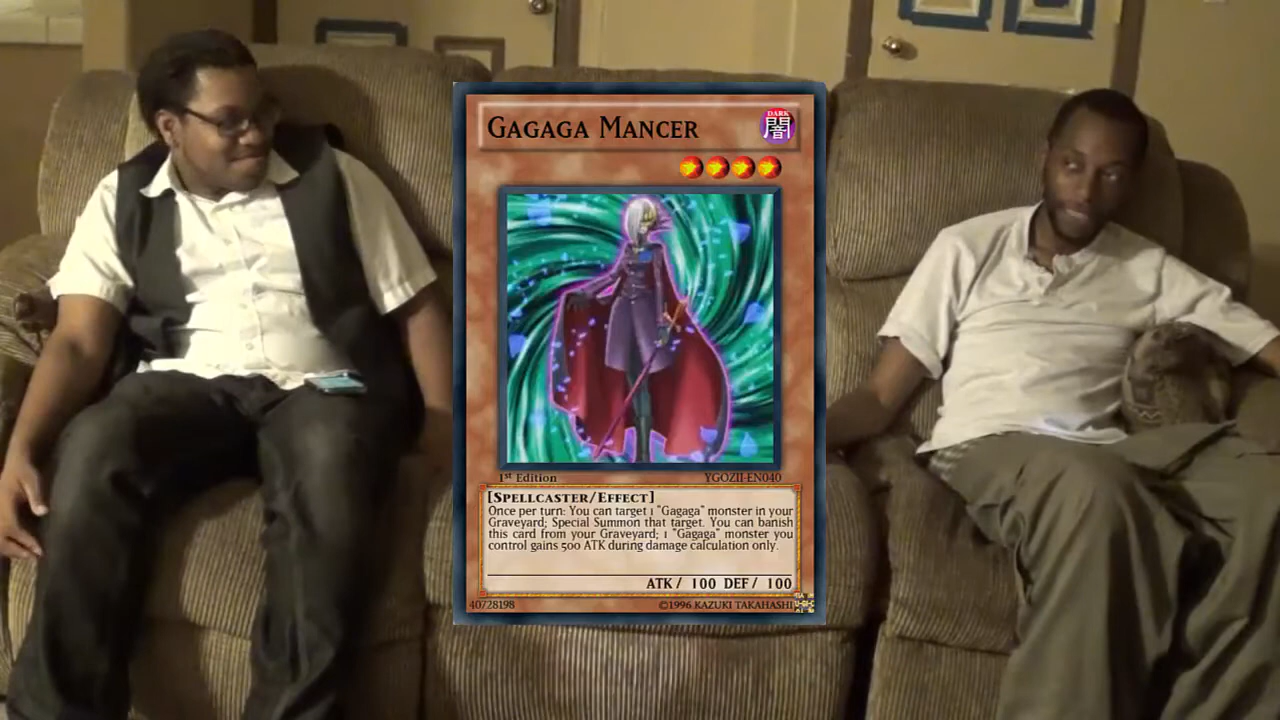 Gagaga Mancer
DARK
闇
1st Edition
YGOZII-EN040
[Spellcaster/Effect]
Once per turn: You can target 1 "Gagaga" monster in your
Graveyard; Special Summon that target. You can banish
this card from your Graveyard; 1 "Gagaga" monster you
control gains 500 ATK during damage calculation only.
ATK/ 100 DEF/ 100
40728198
©1996 KAZUKI TAKAHASHI